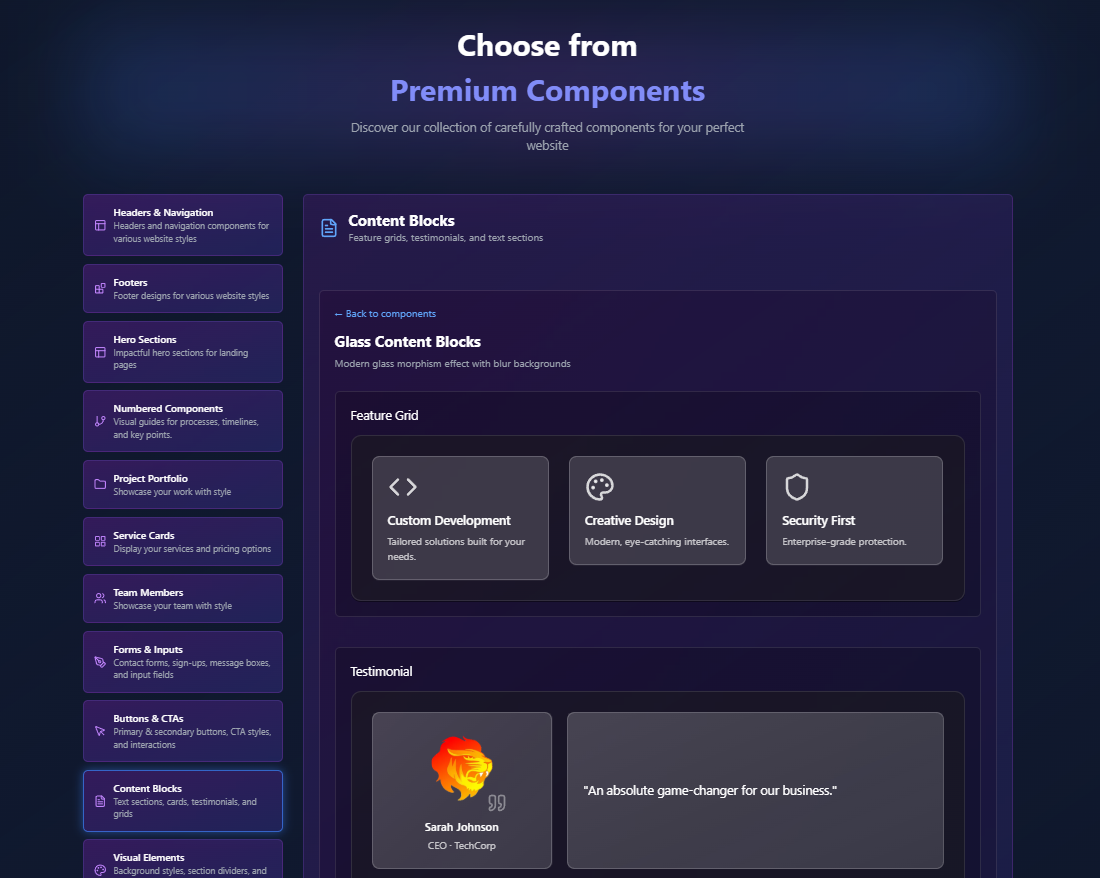 Choose from
Premium Components
Discover our collection of carefully crafted components for your perfect
website
Headers & Navigation
Headers and navigation components for
various website styles
Footers
Footer designs for various website styles
Hero Sections
Impactful hero sections for landing
pages
Numbered Components
Visual guides for processes, timelines,
and key points.
Project Portfolio
Showcase your work with style
Service Cards
Display your services and pricing options
Team Members
Showcase your team with style
Forms & Inputs
Contact forms, sign-ups, message boxes,
and input fields
Buttons & CTAs
Primary & secondary buttons, CTA styles,
and interactions
Content Blocks
Text sections, cards, testimonials, and
grids
Visual Elements
Background styles, section dividers, and
Content Blocks
Feature grids, testimonials, and text sections
← Back to components
Glass Content Blocks
Modern glass morphism effect with blur backgrounds
Feature Grid
Custom Development
Tailored solutions built for your
needs.
Creative Design
Modern, eye-catching interfaces.
Security First
Enterprise-grade protection.
Testimonial
Sarah Johnson
CEO · TechCorp
"An absolute game-changer for our business."